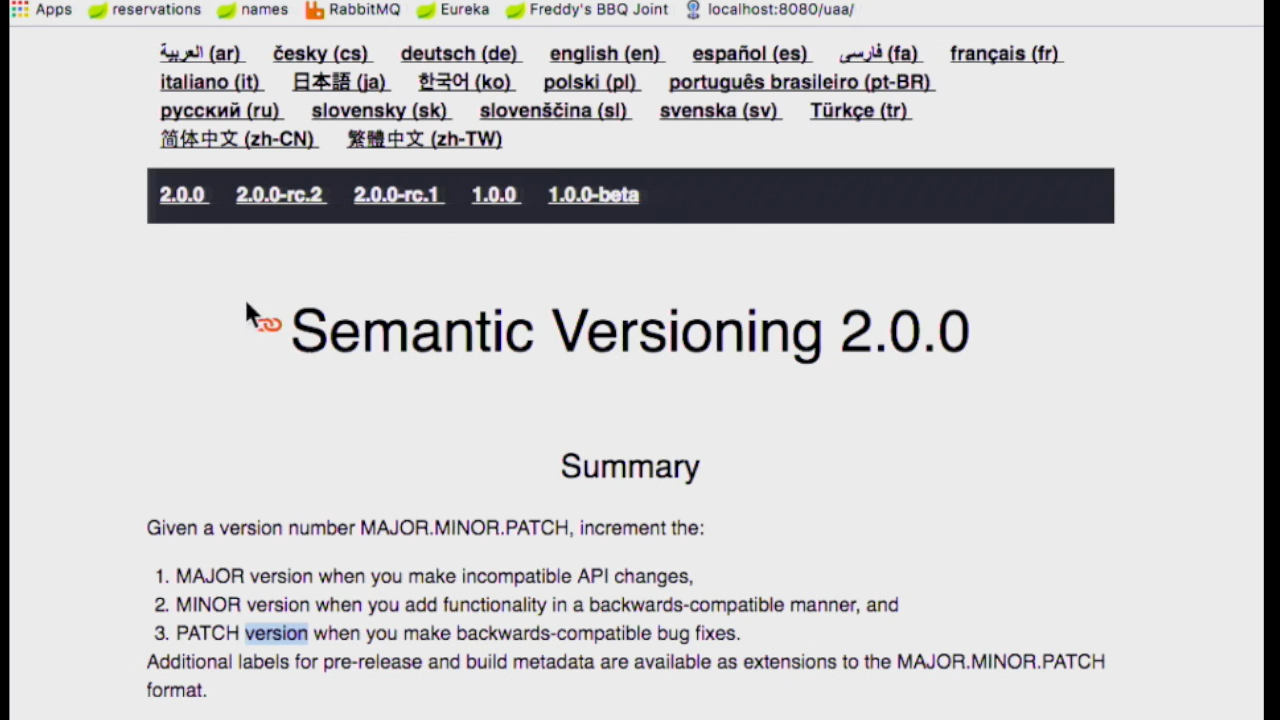 Apps reservations names RabbitMQ Eureka Freddy's BBQ Joint localhost:8080/uaa/
العربية (ar) česky (cs) deutsch (de) english (en) español (es) فارسی (fa) français (fr)
italiano (it) 日本語 (ja) 한국어 (ko) polski (pl) português brasileiro (pt-BR)
русский (ru) slovensky (sk) slovenščina (sl) svenska (sv) Türkçe (tr)
简体中文 (zh-CN) 繁體中文 (zh-TW)
2.0.0 2.0.0-rc.2 2.0.0-rc.1 1.0.0 1.0.0-beta
Semantic Versioning 2.0.0
Summary
Given a version number MAJOR.MINOR.PATCH, increment the:
1. MAJOR version when you make incompatible API changes,
2. MINOR version when you add functionality in a backwards-compatible manner, and
3. PATCH version when you make backwards-compatible bug fixes.
Additional labels for pre-release and build metadata are available as extensions to the MAJOR.MINOR.PATCH
format.